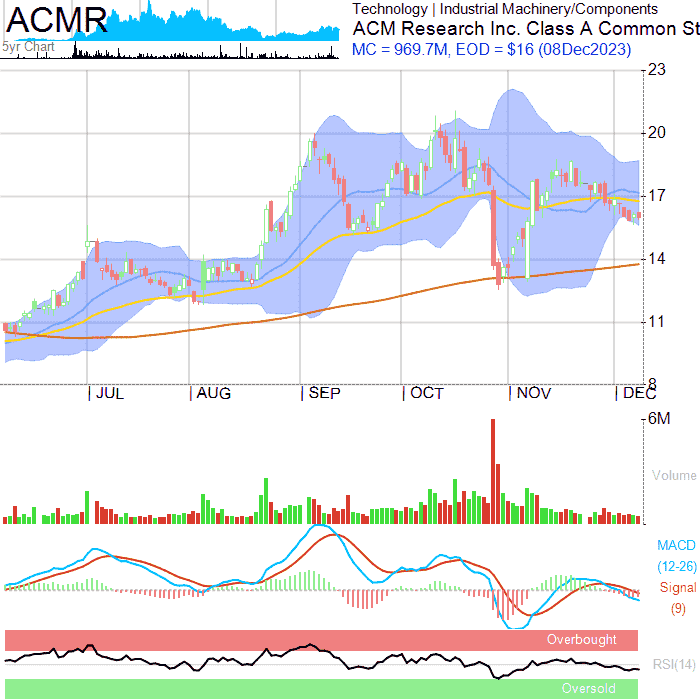 ACMR
Technology | Industrial Machinery/Components
ACM Research Inc. Class A Common St
MC = 969.7M, EOD = $16 (08Dec2023)
5yr Chart
23
20
17
14
11
8
JUL AUG SEP OCT NOV DEC
6M
Volume
MACD
(12-26)
Signal
(9)
Overbought
RSI(14)
Oversold